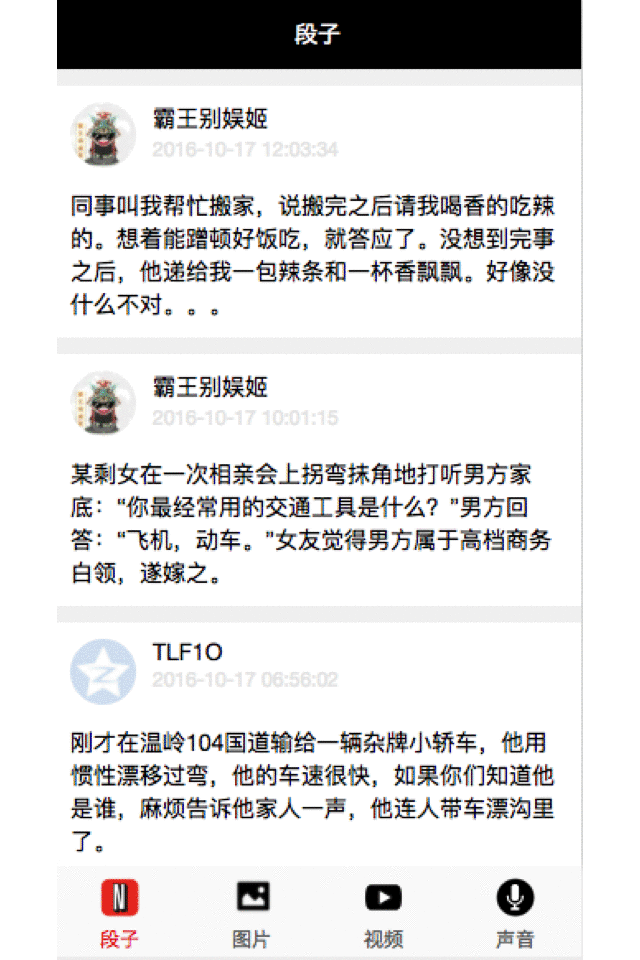 段子
霸王别娱姬
2016-10-17 12:03:34
同事叫我帮忙搬家，说搬完之后请我喝香的吃辣
的。想着能蹭顿好饭吃，就答应了。没想到完事
之后，他递给我一包辣条和一杯香飘飘。好像没
什么不对。。。
霸王别娱姬
2016-10-17 10:01:15
某剩女在一次相亲会上拐弯抹角地打听男方家
底：“你最经常用的交通工具是什么？”男方回
答：“飞机，动车。”女友觉得男方属于高档商务
白领，遂嫁之。
TLF1O
2016-10-17 06:56:02
刚才在温岭104国道输给一辆杂牌小轿车，他用
惯性漂移过弯，他的车速很快，如果你们知道他
是谁，麻烦告诉他家人一声，他连人带车漂沟里
了。
段子
图片
视频
声音